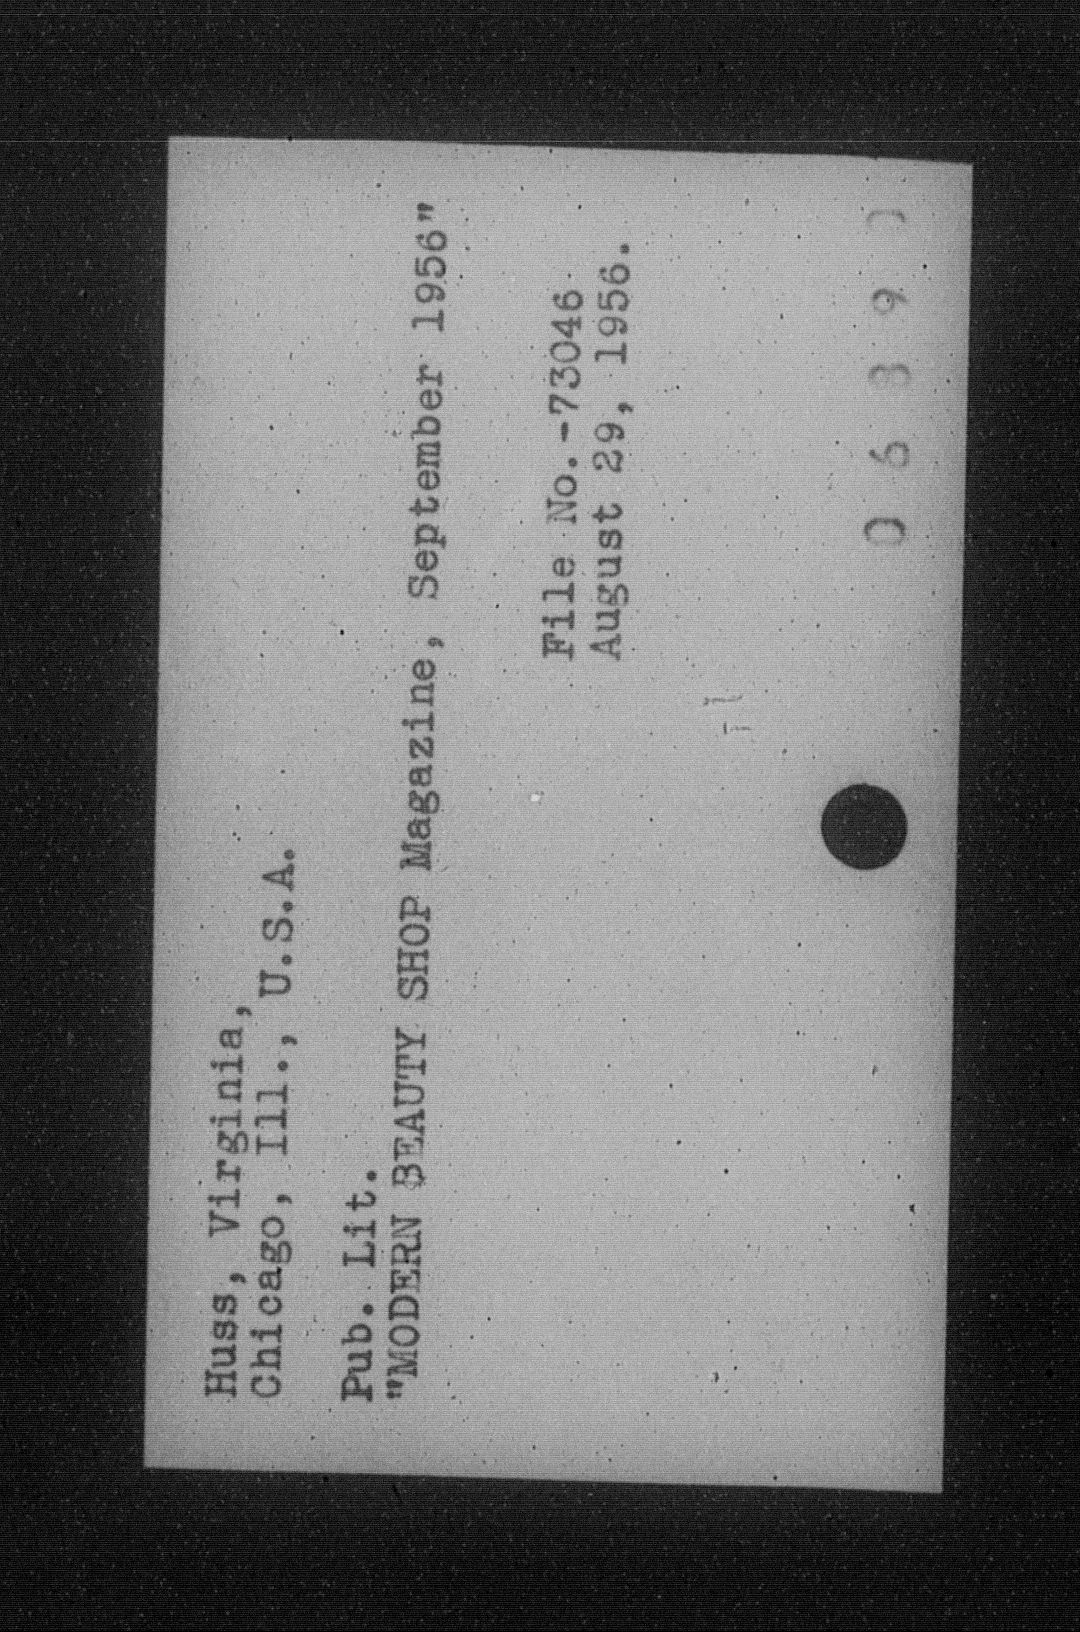 Huss, Virginia,
Chicago, Ill., U.S.A.
Pub. Lit.
"MODERN BEAUTY SHOP Magazine, September 1956"
File No.-73046
August 29, 1956.